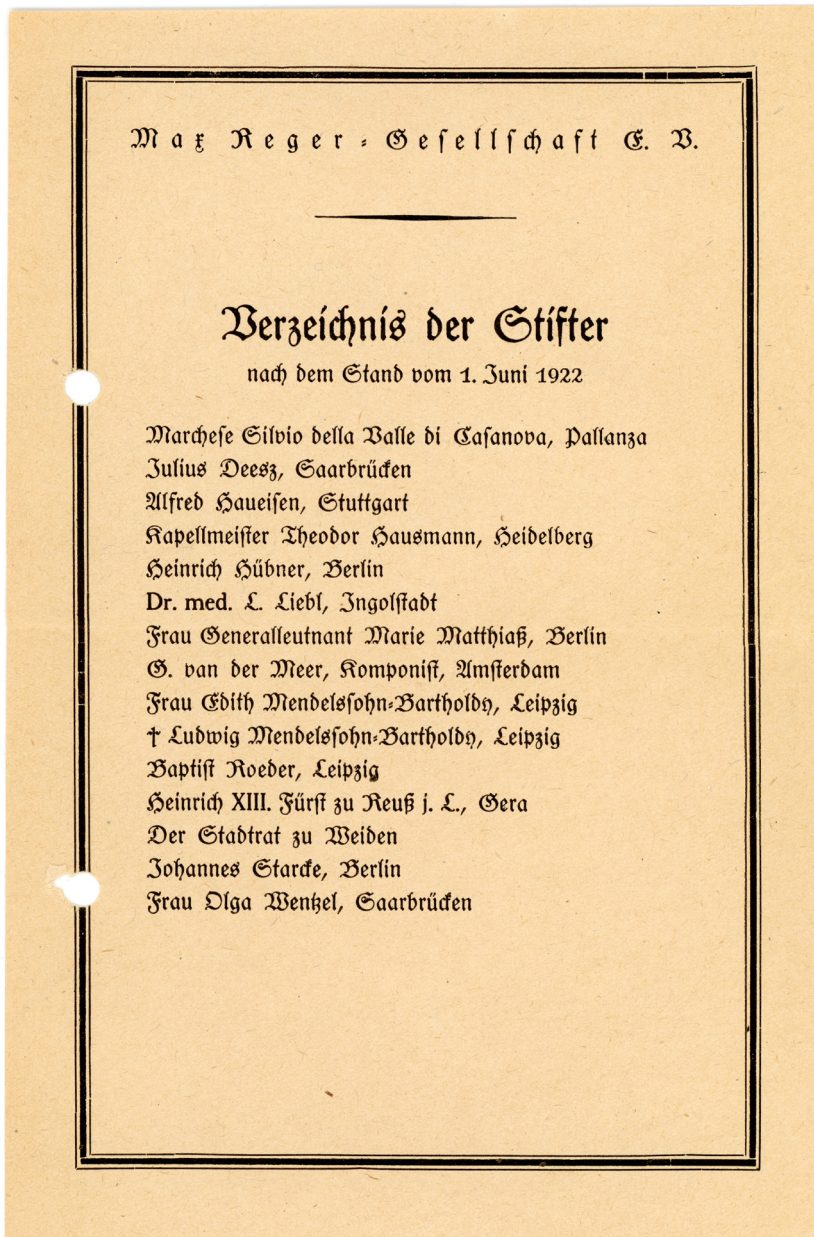 Max Reger-Gesellschaft E. V.
Verzeichnis der Stifter
nach dem Stand vom 1. Juni 1922
Marchese Silvio della Valle di Casanova, Pallanza
Julius Deesz, Saarbrücken
Alfred Haueisen, Stuttgart
Kapellmeister Theodor Hausmann, Heidelberg
Heinrich Hübner, Berlin
Dr. med. L. Liebl, Ingolstadt
Frau Generalleutnant Marie Matthiaß, Berlin
G. van der Meer, Komponist, Amsterdam
Frau Edith Mendelssohn-Bartholdy, Leipzig
† Ludwig Mendelssohn-Bartholdy, Leipzig
Baptist Roeder, Leipzig
Heinrich XIII. Fürst zu Reuß j. L., Gera
Der Stadtrat zu Weiden
Johannes Starcke, Berlin
Frau Olga Wentzel, Saarbrücken